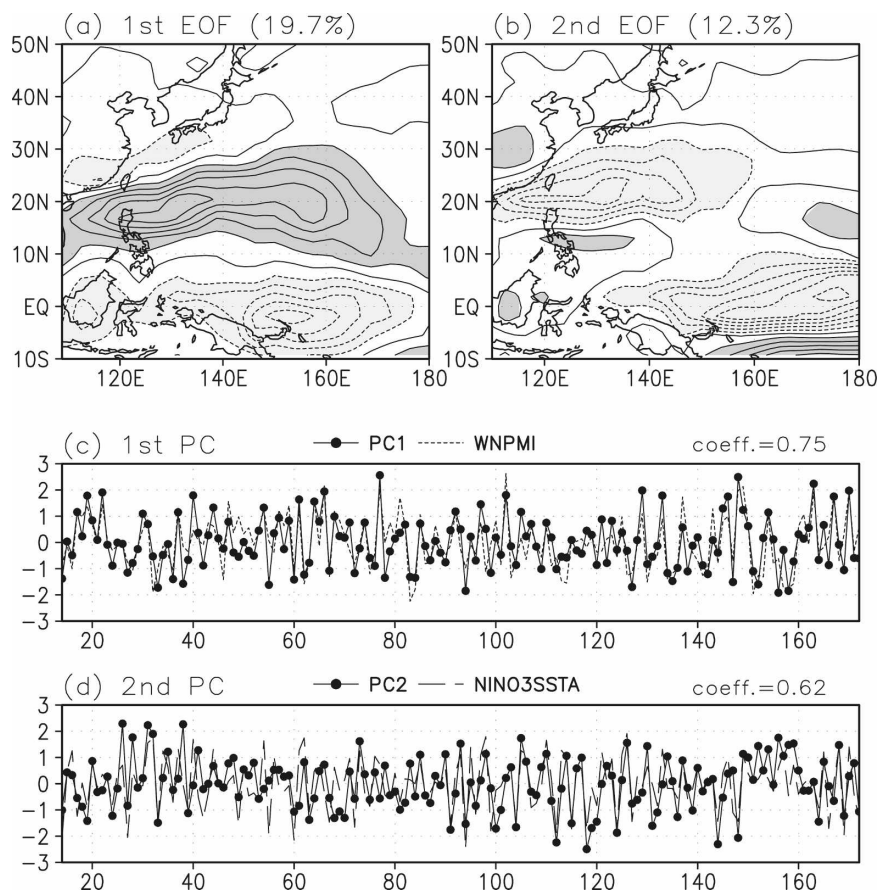 (a) 1st EOF (19.7%) (b) 2nd EOF (12.3%)
50N 50N
40N 40N
30N 30N
20N 20N
10N 10N
EQ EQ
10S 10S
120E 140E 160E 180 120E 140E 160E 180
(c) 1st PC PC1 WNPMI coeff.=0.75
3
2
1
0
-1
-2
-3
20 40 60 80 100 120 140 160
(d) 2nd PC PC2 NINO3SSTA coeff.=0.62
3
2
1
0
-1
-2
-3
20 40 60 80 100 120 140 160